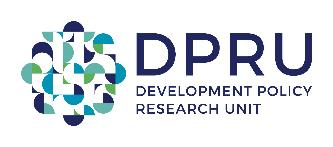 DPRU
DEVELOPMENT POLICY
RESEARCH UNIT